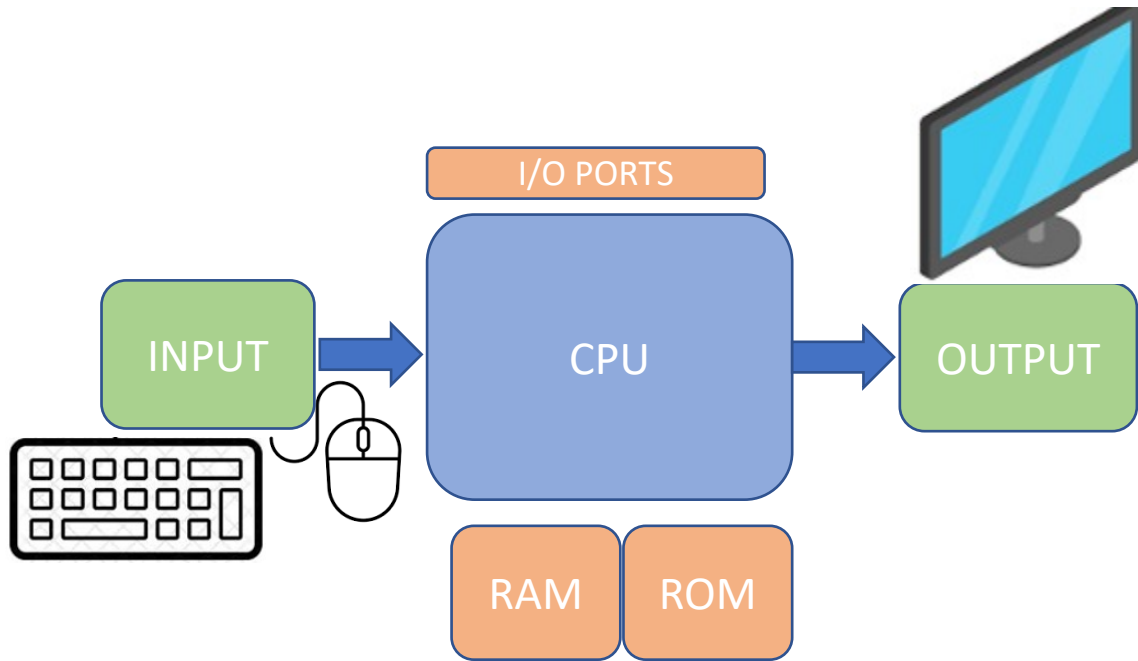 I/O PORTS
INPUT
CPU
OUTPUT
RAM
ROM